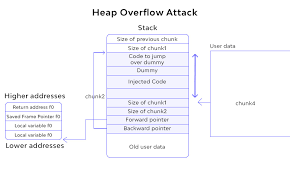 Heap Overflow Attack
Stack
Size of previous chunk
Size of chunk1
Code to jump
over dummy
Dummy
Injected Code
Size of chunk1
Size of chunk2
Forward pointer
Backward pointer
Old user data
User data
chunk4
chunk2
Higher addresses
Return address f0
Saved Frame Pointer f0
Local variable f0
Local variable f0
Lower addresses